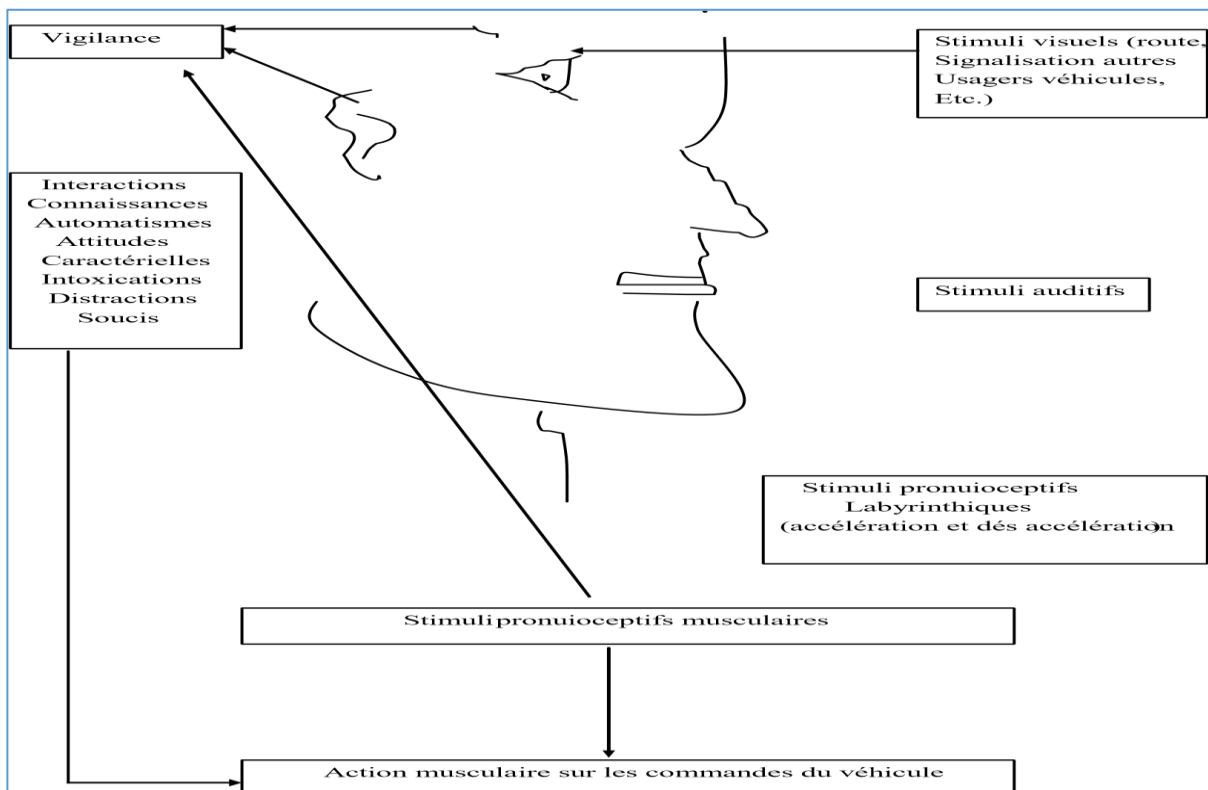 Vigilance
Stimuli visuels (route,
Signalisation autres
Usagers véhicules,
Etc.)
Interactions
Connaissances
Automatismes
Attitudes
Caractérielles
Intoxications
Distractions
Soucis
Stimuli auditifs
Stimuli pronuioceptifs
Labyrinthiques
(accélération et dés accélération)
Stimuli pronuioceptifs musculaires
Action musculaire sur les commandes du véhicule